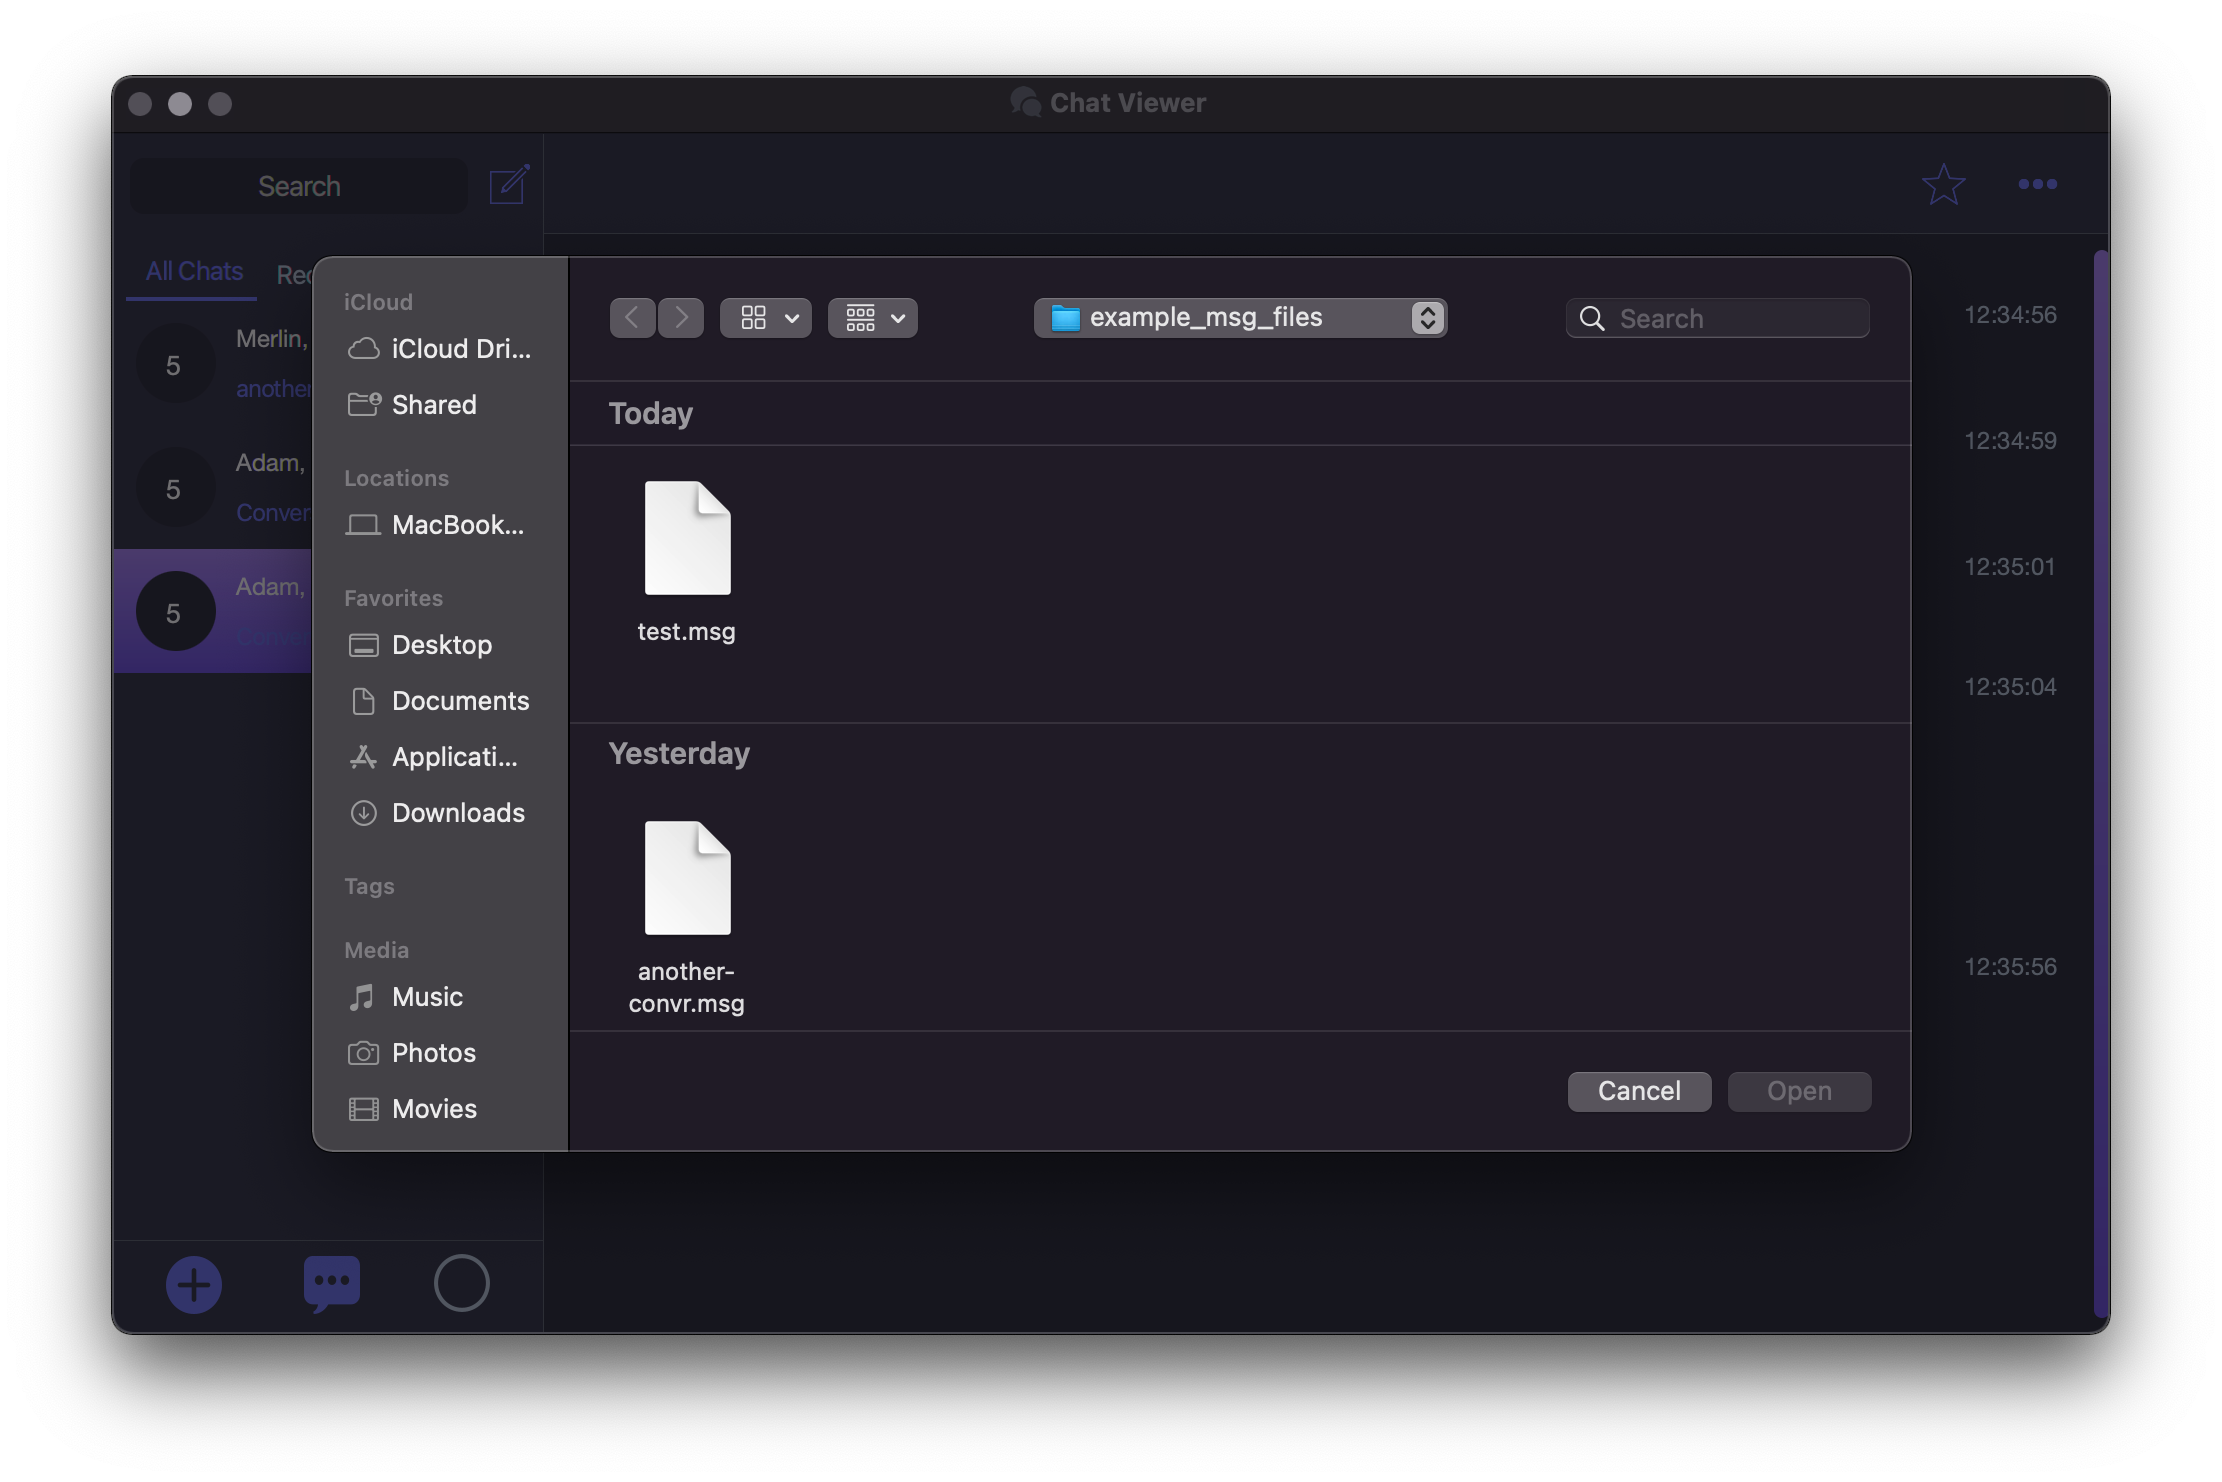 Chat Viewer
Search
All Chats
12:34:56
5
Merlin,
another
12:34:59
5
Adam,
Conver
12:35:01
5
Adam,
12:35:04
12:35:56
iCloud
iCloud Dri...
Shared
Locations
MacBook...
Favorites
Desktop
Documents
Applicati...
Downloads
Tags
Media
Music
Photos
Movies
example_msg_files
Search
Today
test.msg
Yesterday
another-
convr.msg
Cancel
Open